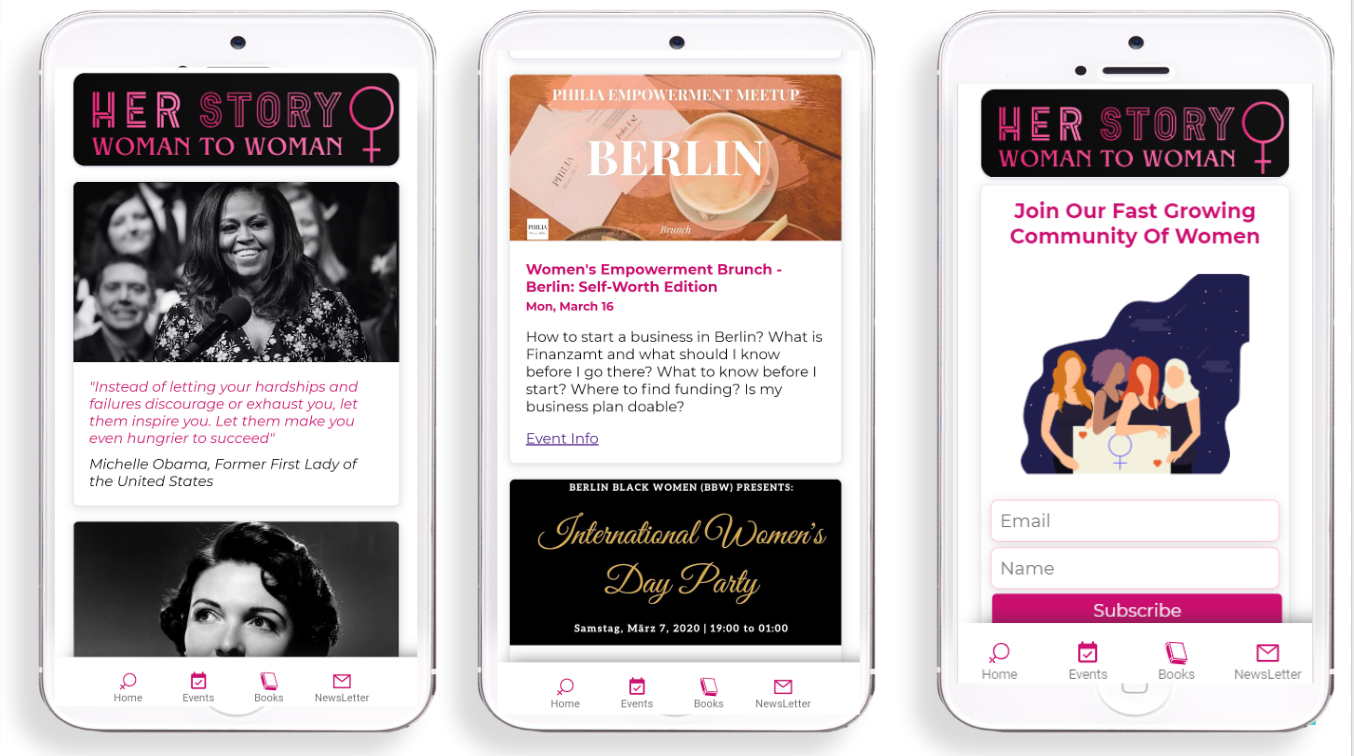 HER STORY
WOMAN TO WOMAN
"Instead of letting your hardships and
failures discourage or exhaust you, let
them inspire you. Let them make you
even hungrier to succeed"
Michelle Obama, Former First Lady of
the United States
Home Events Books NewsLetter
PHILIA EMPOWERMENT MEETUP
PHILIA
BERLIN
PHILIA
Brunch
Women's Empowerment Brunch -
Berlin: Self-Worth Edition
Mon, March 16
How to start a business in Berlin? What is
Finanzamt and what should I know
before I go there? What to know before I
start? Where to find funding? Is my
business plan doable?
Event Info
BERLIN BLACK WOMEN (BBW) PRESENTS:
International Women's
Day Party
Samstag, März 7, 2020 | 19:00 to 01:00
Home Events Books NewsLetter
HER STORY
WOMAN TO WOMAN
Join Our Fast Growing
Community Of Women
Email
Name
Subscribe
Home Events Books NewsLetter